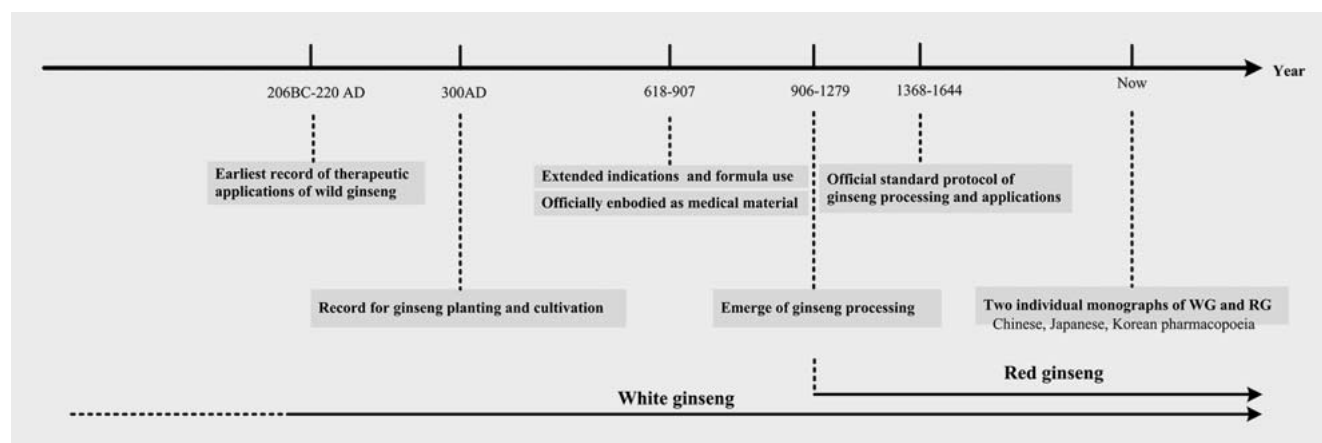 Year
206BC-220 AD
300AD
618-907
906-1279
1368-1644
Now
Earliest record of therapeutic
applications of wild ginseng
Extended indications and formula use
Officially enbodied as medical material
Official standard protocol of
ginseng processing and applications
Record for ginseng planting and cultivation
Emerge of ginseng processing
Two individual monographs of WG and RG
Chinese, Japanese, Korean pharmacopoeia
Red ginseng
White ginseng